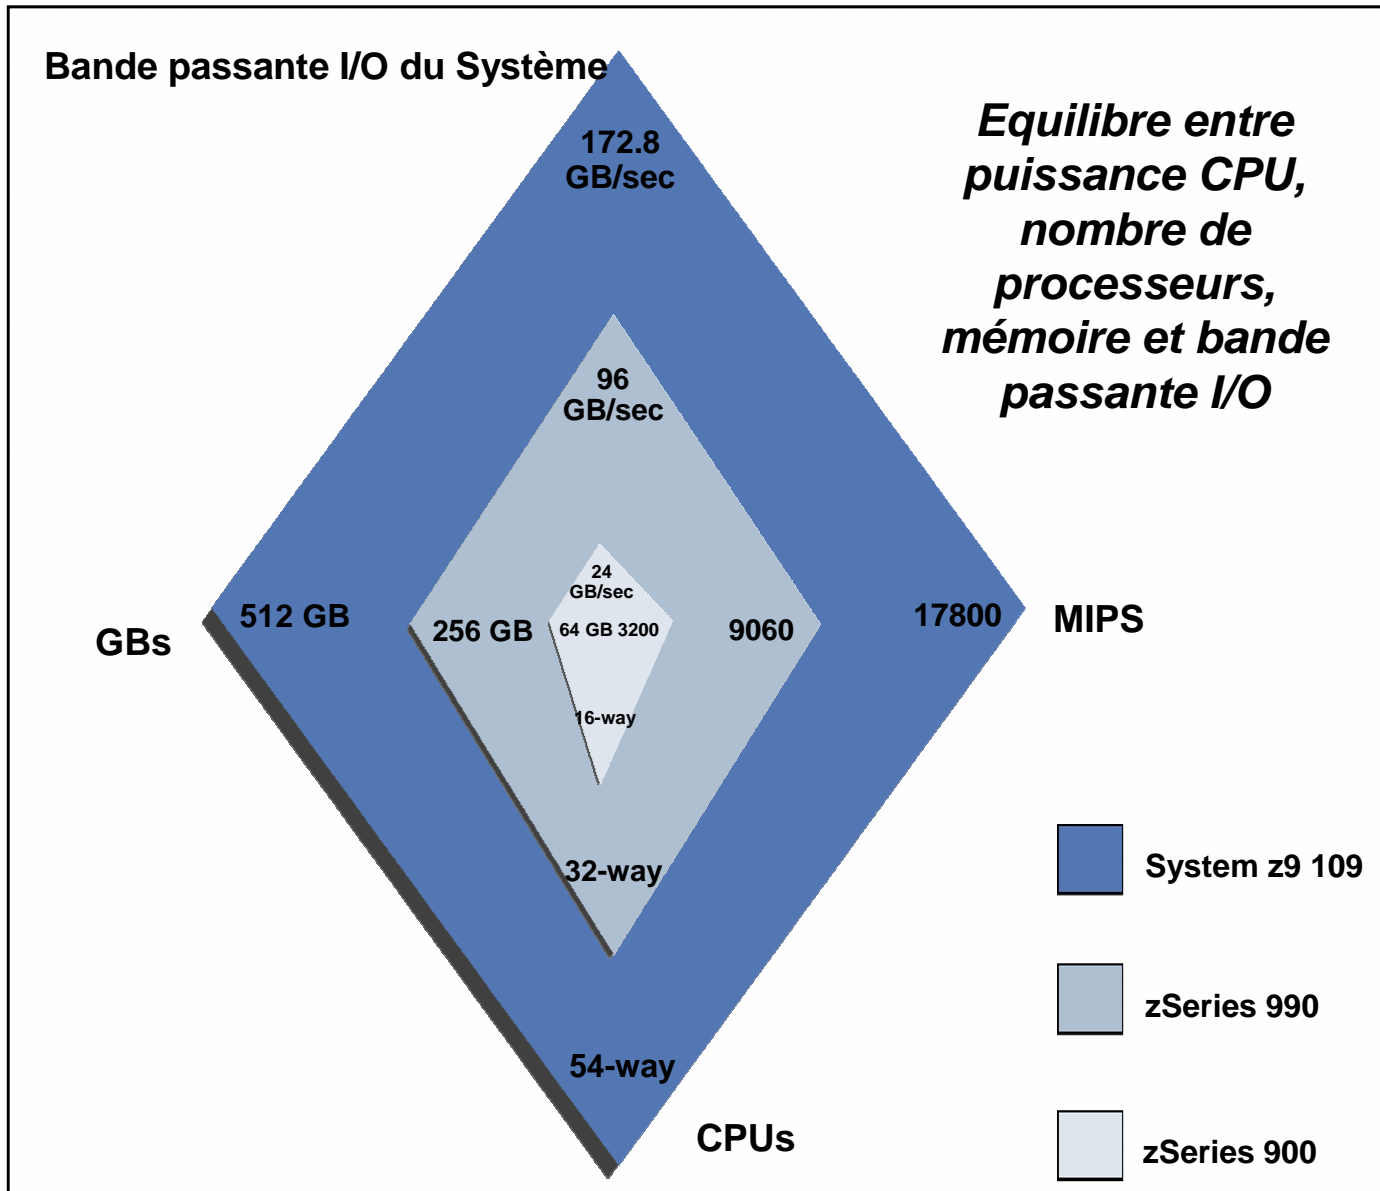 Bande passante I/O du Système
Equilibre entre
puissance CPU,
nombre de
processeurs,
mémoire et bande
passante I/O
172.8
GB/sec
96
GB/sec
24
GB/sec
GBs
512 GB
256 GB
64 GB 3200
9060
17800
MIPS
16-way
32-way
54-way
CPUs
System z9 109
zSeries 990
zSeries 900